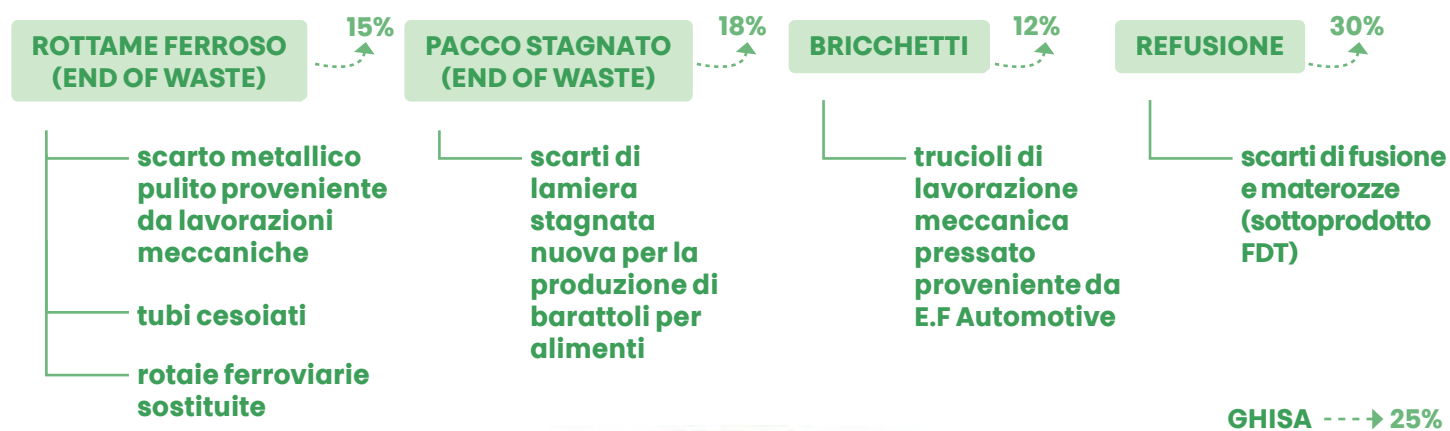 ROTTAME FERROSO
(END OF WASTE)
15%
scarto metallico
pulito proveniente
da lavorazioni
meccaniche
tubi cesoiati
rotaie ferroviarie
sostituite
PACCO STAGNATO
(END OF WASTE)
18%
scarti di
lamiera
stagnata
nuova per la
produzione di
barattoli per
alimenti
BRICCHETTI
12%
trucioli di
lavorazione
meccanica
pressato
proveniente da
E.F Automotive
REFUSIONE
30%
scarti di fusione
e materozze
(sottoprodotto
FDT)
GHISA 25%